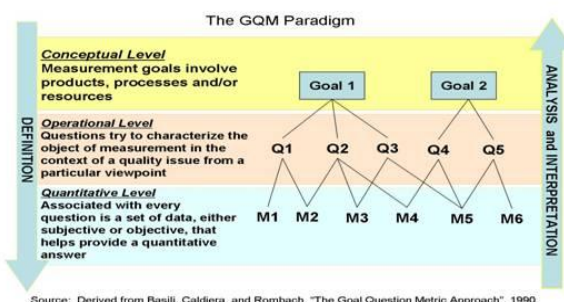 The GQM Paradigm
Conceptual Level
Measurement goals involve
products, processes and/or
resources
Goal 1
Goal 2
Operational Level
Questions try to characterize the
object of measurement in the
context of a quality issue from a
particular viewpoint
Q1
Q2
Q3
Q4
Q5
Quantitative Level
Associated with every
question is a set of data, either
subjective or objective, that
helps provide a quantitative
answer
M1
M2
M3
M4
M5
M6
DEFINITION
ANALYSIS and INTERPRETATION
Source: Derived from Basili, Caldiera, and Rombach. "The Goal Question Metric Approach", 1990